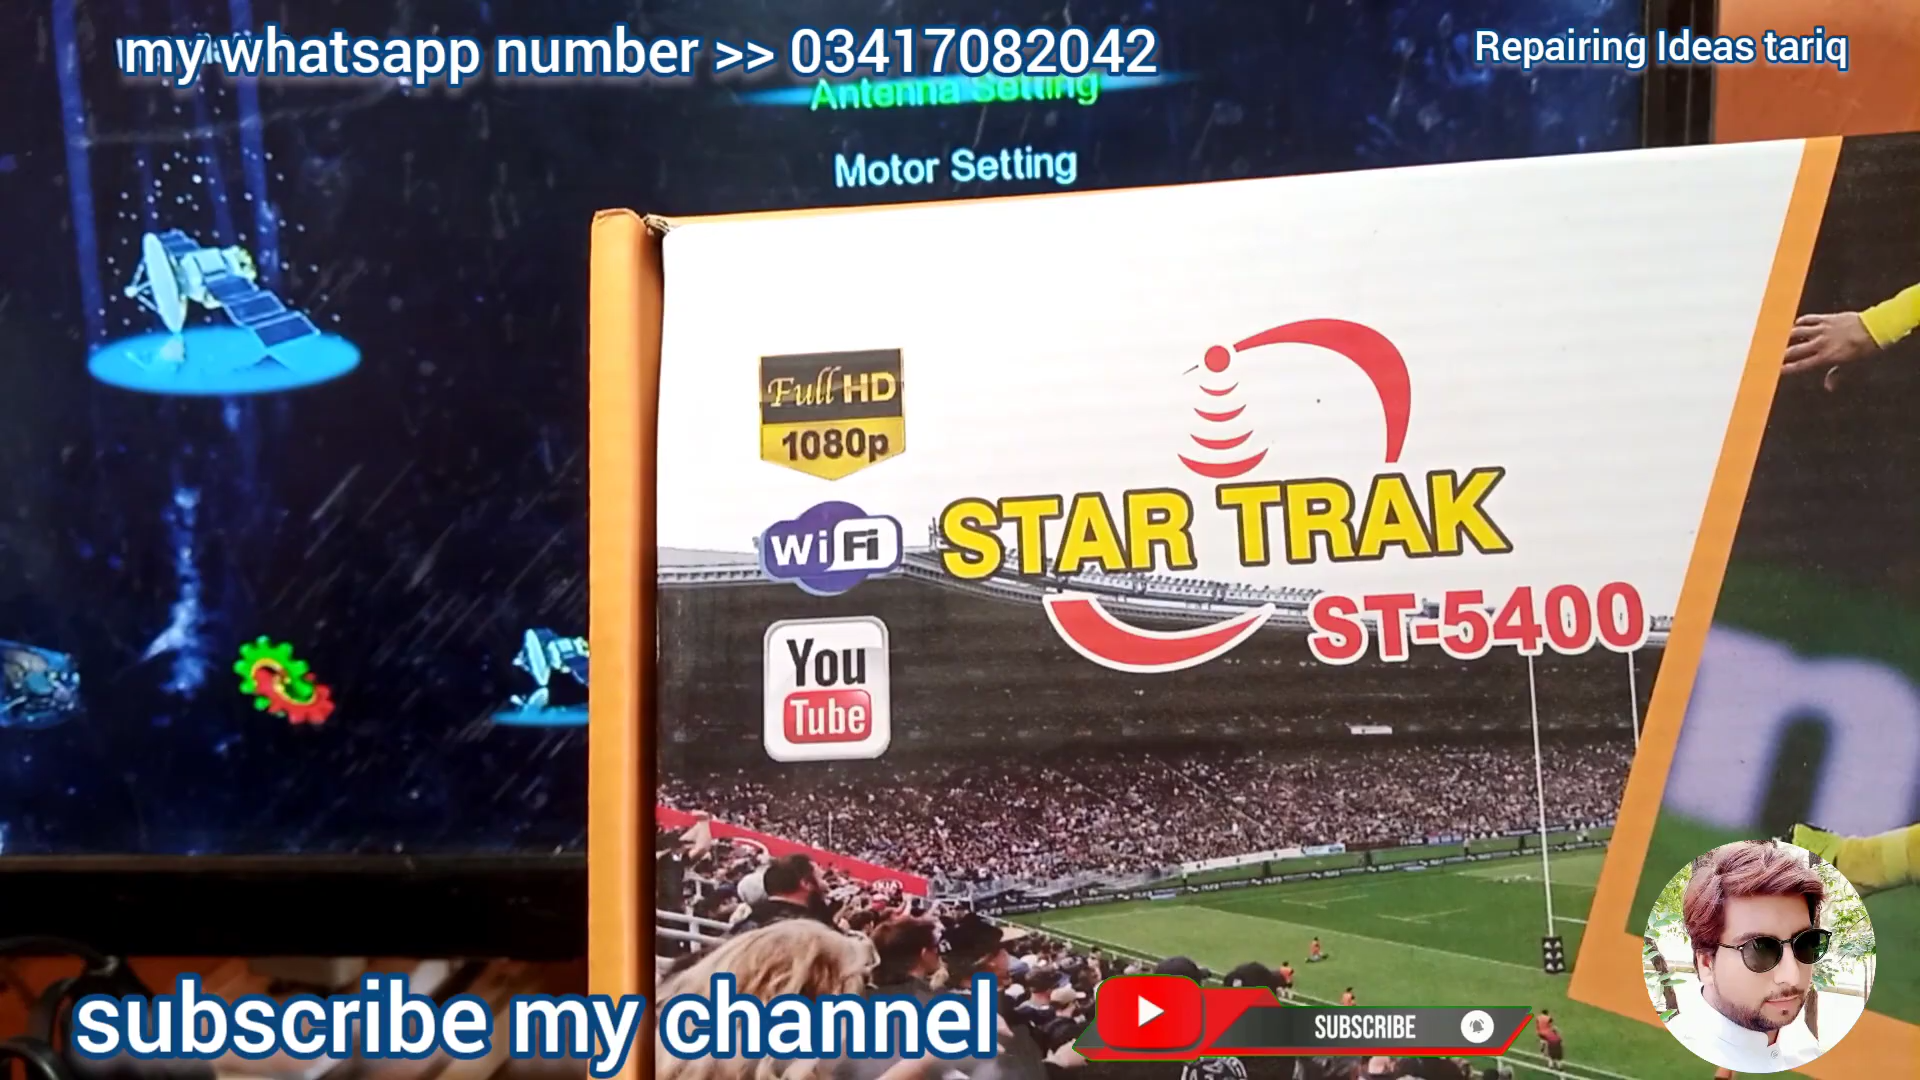 my whatsapp number >> 03417082042
Repairing Ideas tariq
Antenna Setting
Motor Setting
Full HD
1080p
WiFi
STAR TRAK
ST-5400
You
Tube
subscribe my channel
SUBSCRIBE